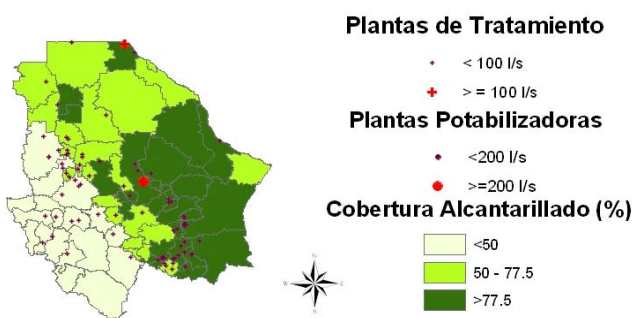 Plantas de Tratamiento
< 100 l/s
> = 100 l/s
Plantas Potabilizadoras
<200 l/s
>=200 l/s
Cobertura Alcantarillado (%)
<50
50 - 77.5
>77.5
N
W E
S